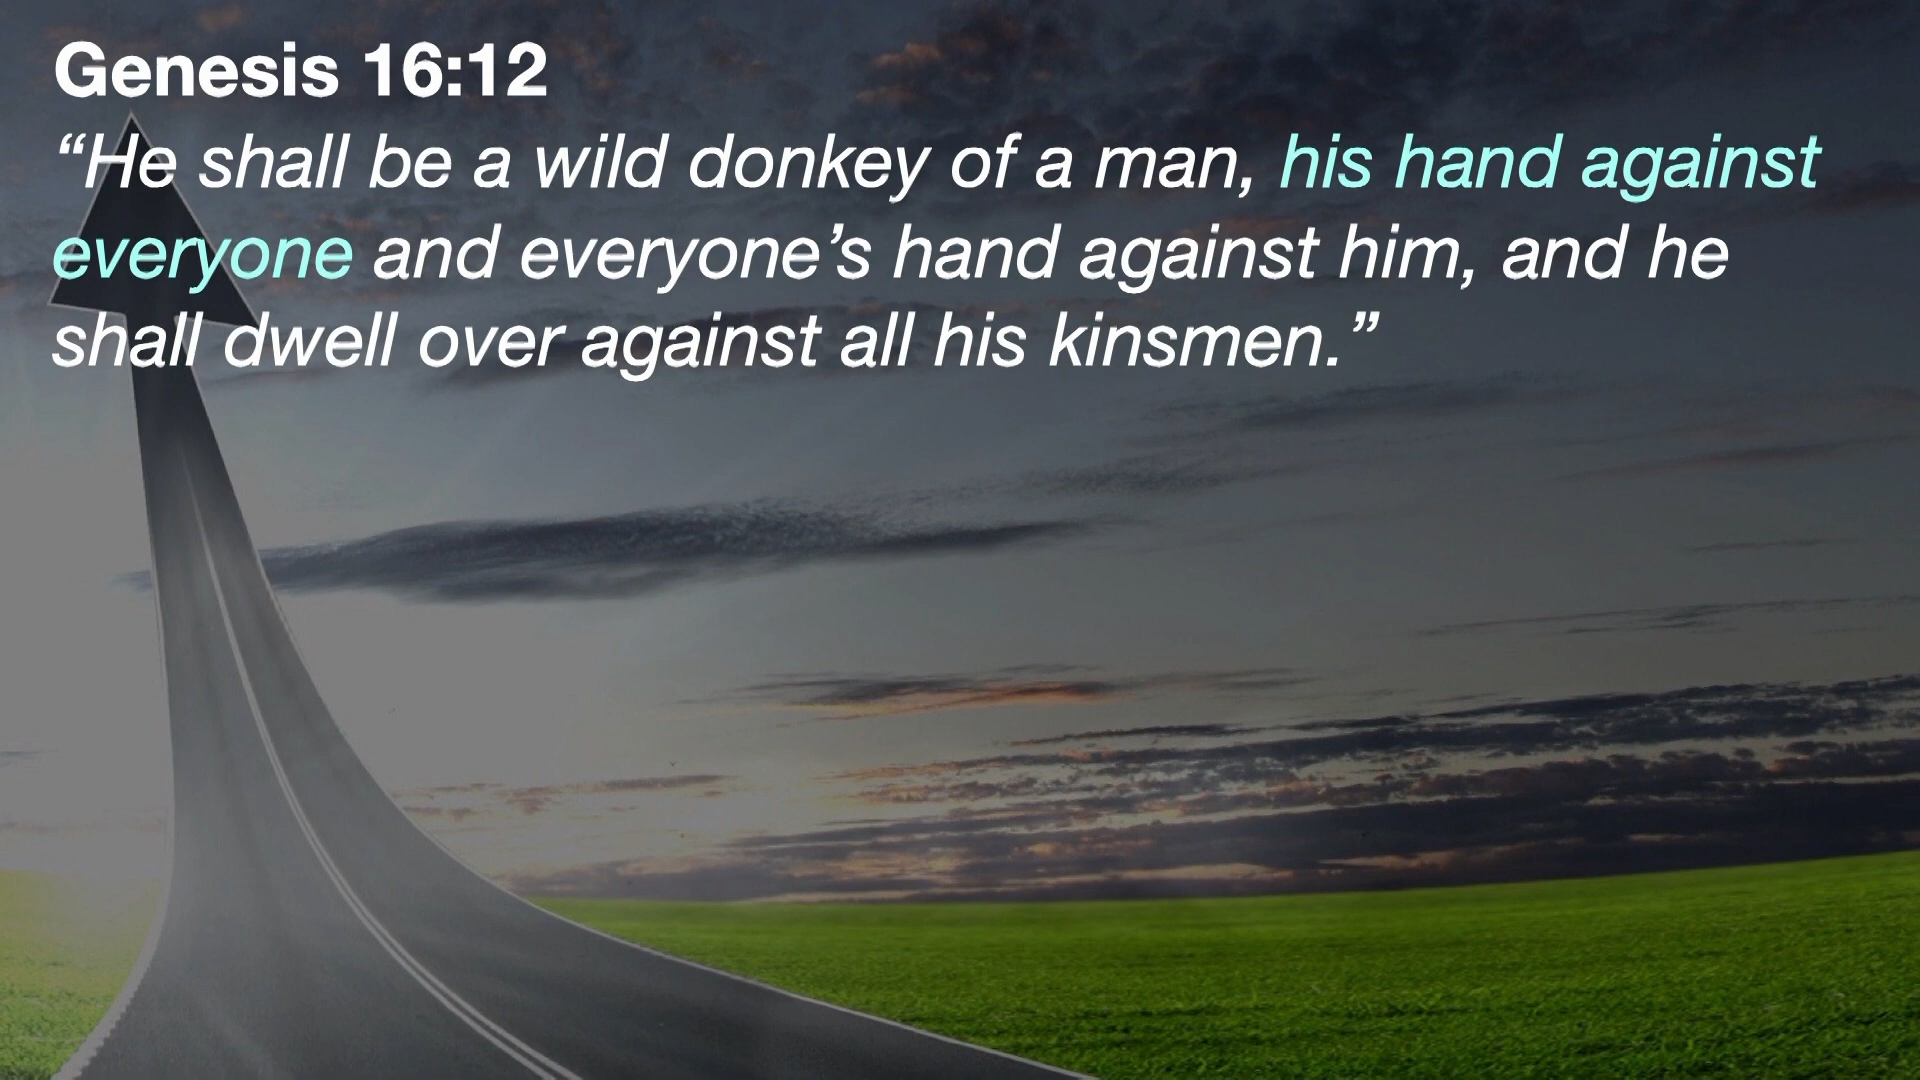 Genesis 16:12
“He shall be a wild donkey of a man, his hand against
everyone and everyone’s hand against him, and he
shall dwell over against all his kinsmen.”